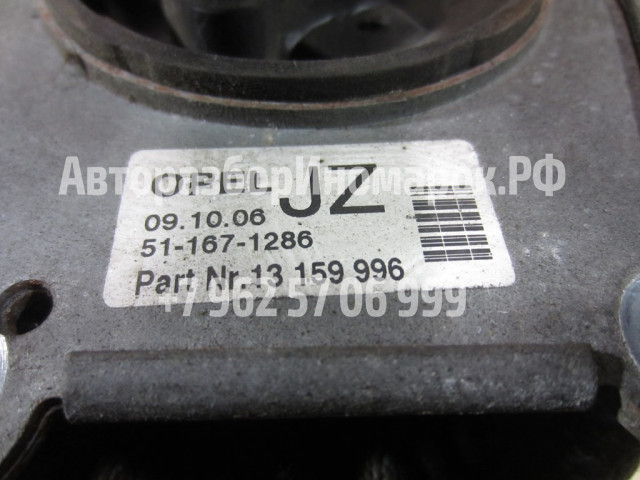 OPEL JZ
АвторазборИномарок.РФ
09.10.06
51-167-1286
Part Nr. 13 159 996
+7 962 5706 999